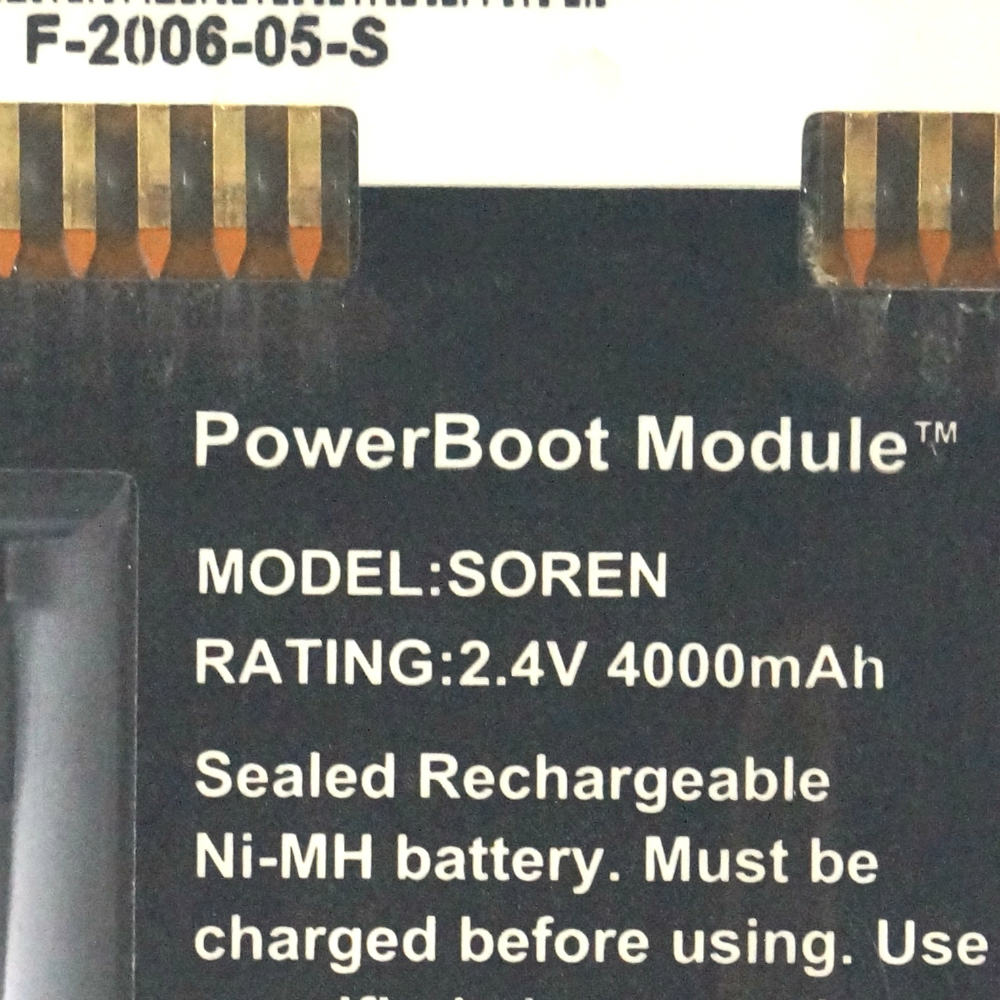 F-2006-05-S
PowerBoot Module™
MODEL:SOREN
RATING:2.4V 4000mAh
Sealed Rechargeable
Ni-MH battery. Must be
charged before using. Use